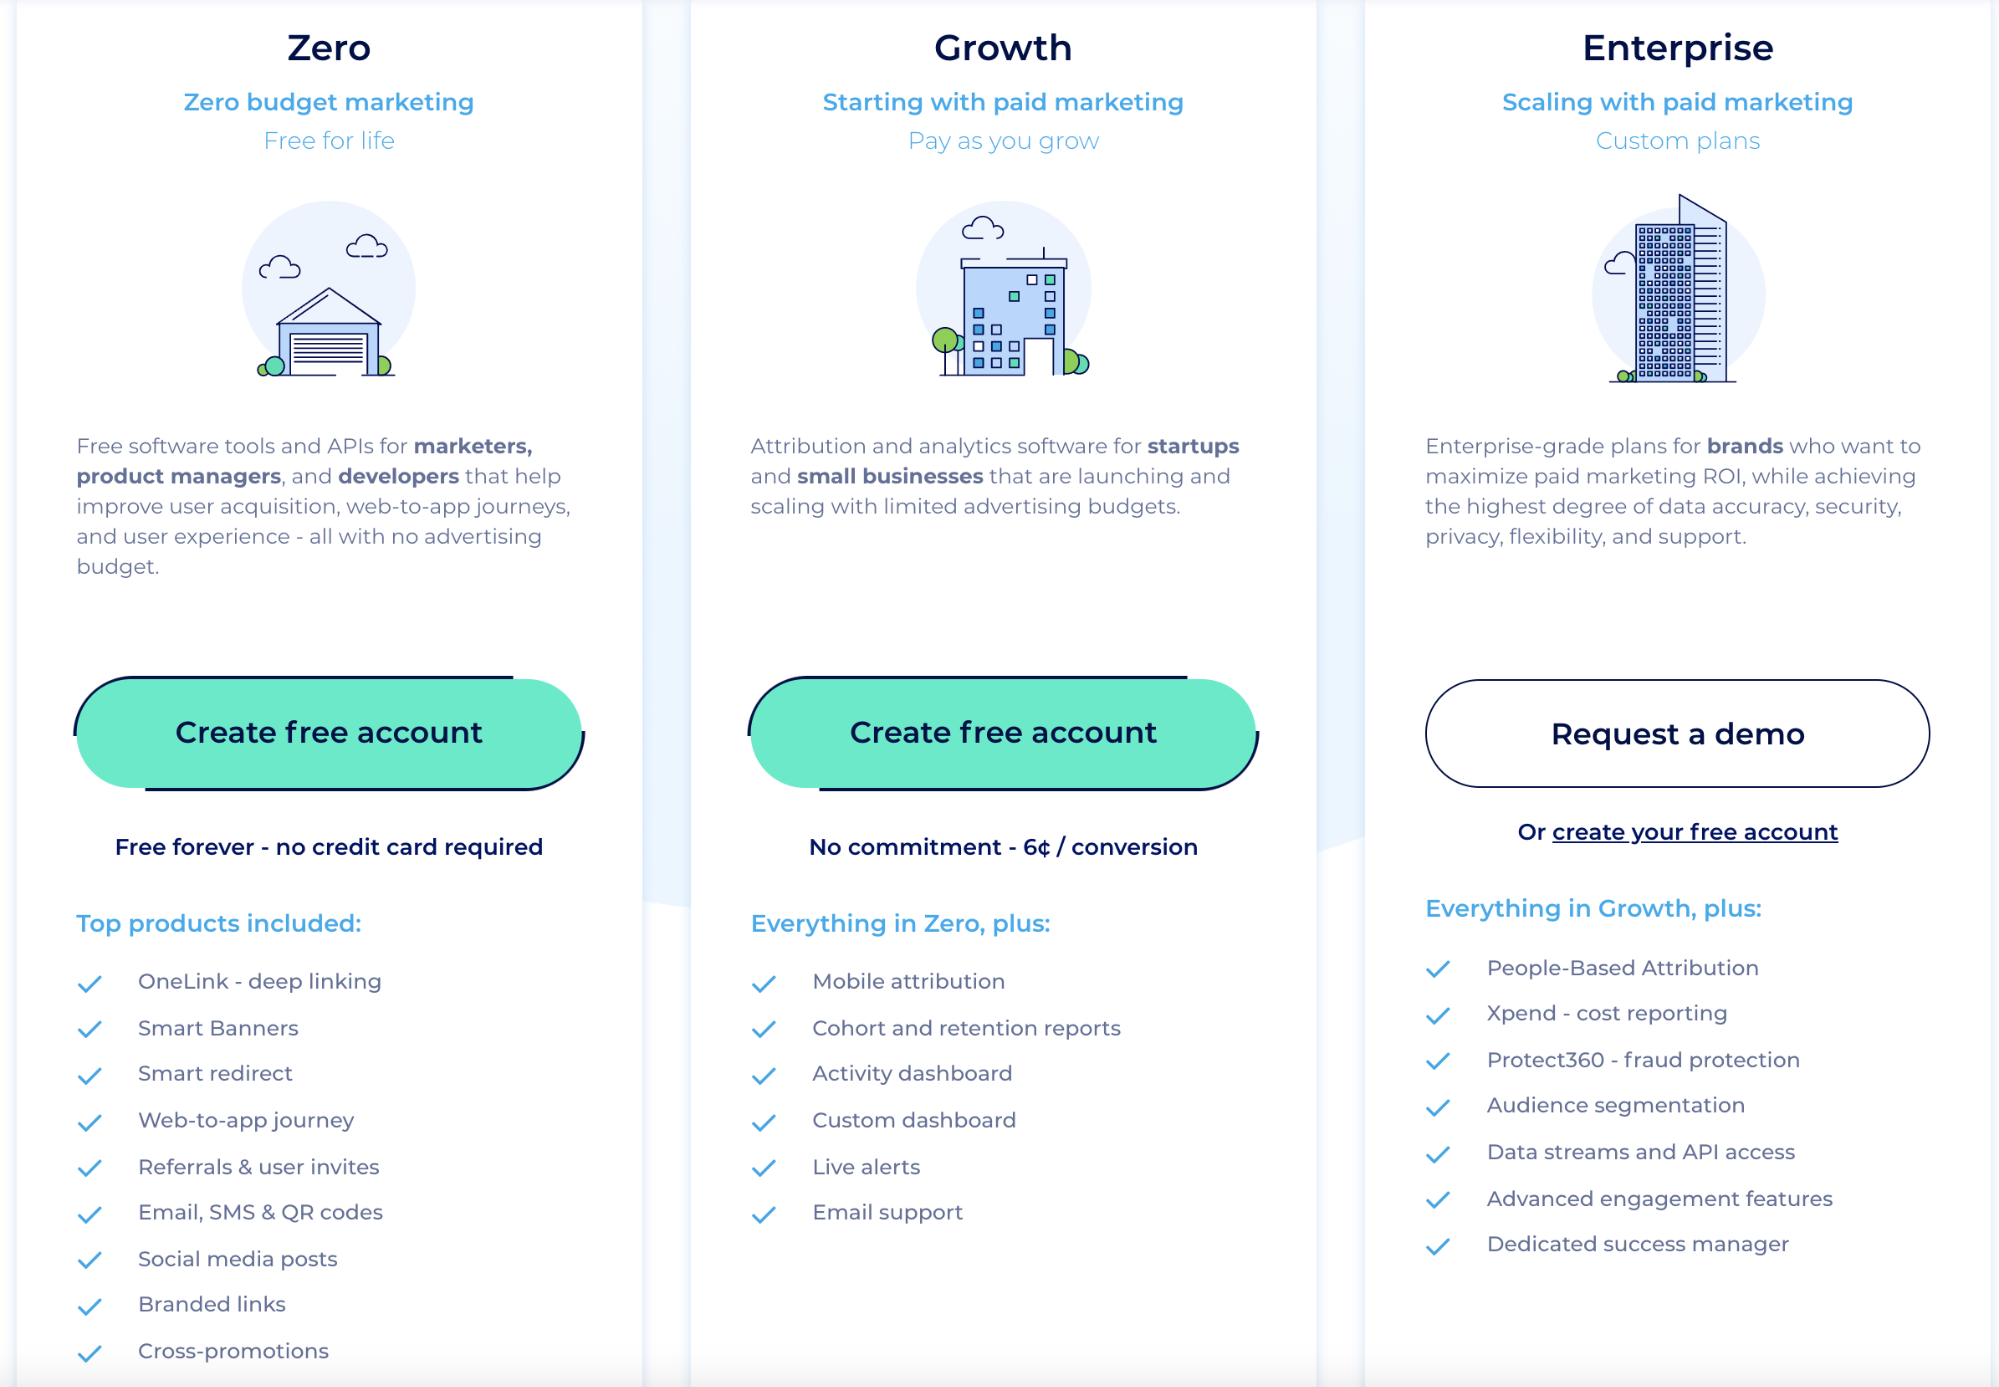 Zero
Zero budget marketing
Free for life
Free software tools and APIs for marketers,
product managers, and developers that help
improve user acquisition, web-to-app journeys,
and user experience - all with no advertising
budget.
Create free account
Free forever - no credit card required
Top products included:
OneLink - deep linking
Smart Banners
Smart redirect
Web-to-app journey
Referrals & user invites
Email, SMS & QR codes
Social media posts
Branded links
Cross-promotions
Growth
Starting with paid marketing
Pay as you grow
Attribution and analytics software for startups
and small businesses that are launching and
scaling with limited advertising budgets.
Create free account
No commitment - 6¢ / conversion
Everything in Zero, plus:
Mobile attribution
Cohort and retention reports
Activity dashboard
Custom dashboard
Live alerts
Email support
Enterprise
Scaling with paid marketing
Custom plans
Enterprise-grade plans for brands who want to
maximize paid marketing ROI, while achieving
the highest degree of data accuracy, security,
privacy, flexibility, and support.
Request a demo
Or create your free account
Everything in Growth, plus:
People-Based Attribution
Xpend - cost reporting
Protect360 - fraud protection
Audience segmentation
Data streams and API access
Advanced engagement features
Dedicated success manager